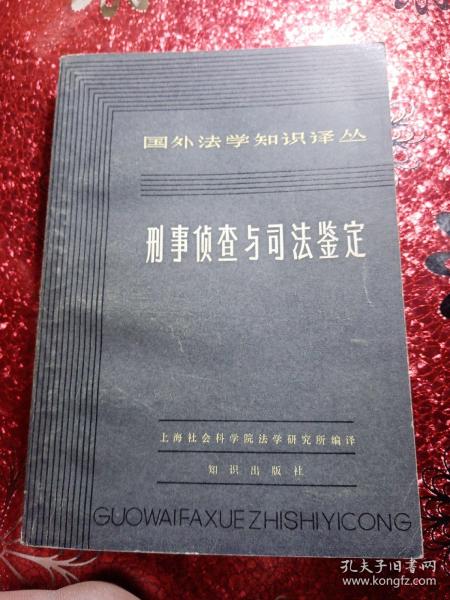 国外法学知识译丛
刑事侦查与司法鉴定
上海社会科学院法学研究所编译
知识出版社
GUOWAIFAXUEZHISHIYICONG
孔夫子旧书网
www.kongfz.com